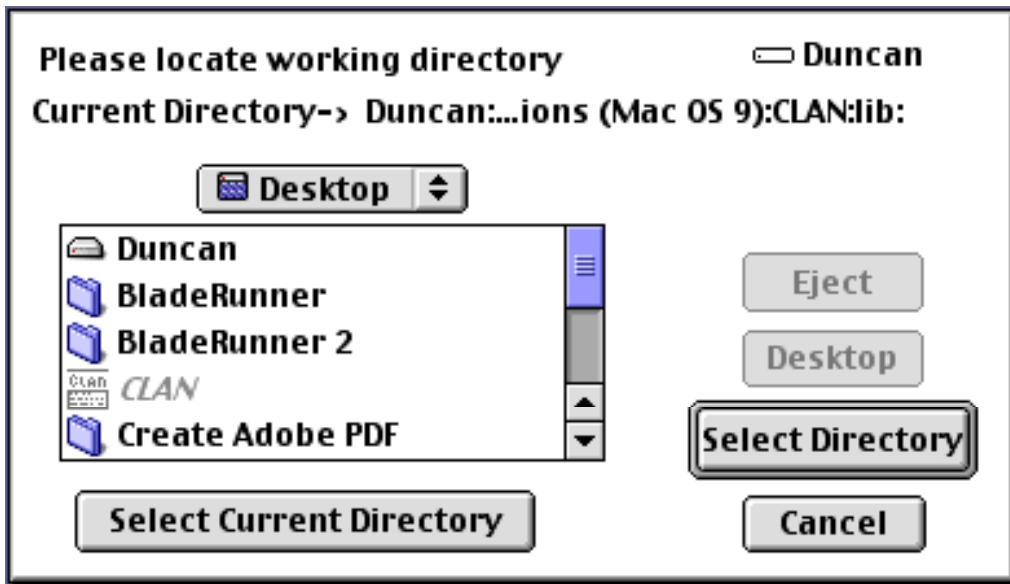 Please locate working directory
Duncan
Current Directory-> Duncan:...ions (Mac OS 9):CLAN:lib:
Desktop
Duncan
BladeRunner
BladeRunner 2
CLAN
CLAN
Create Adobe PDF
Eject
Desktop
Select Directory
Select Current Directory
Cancel